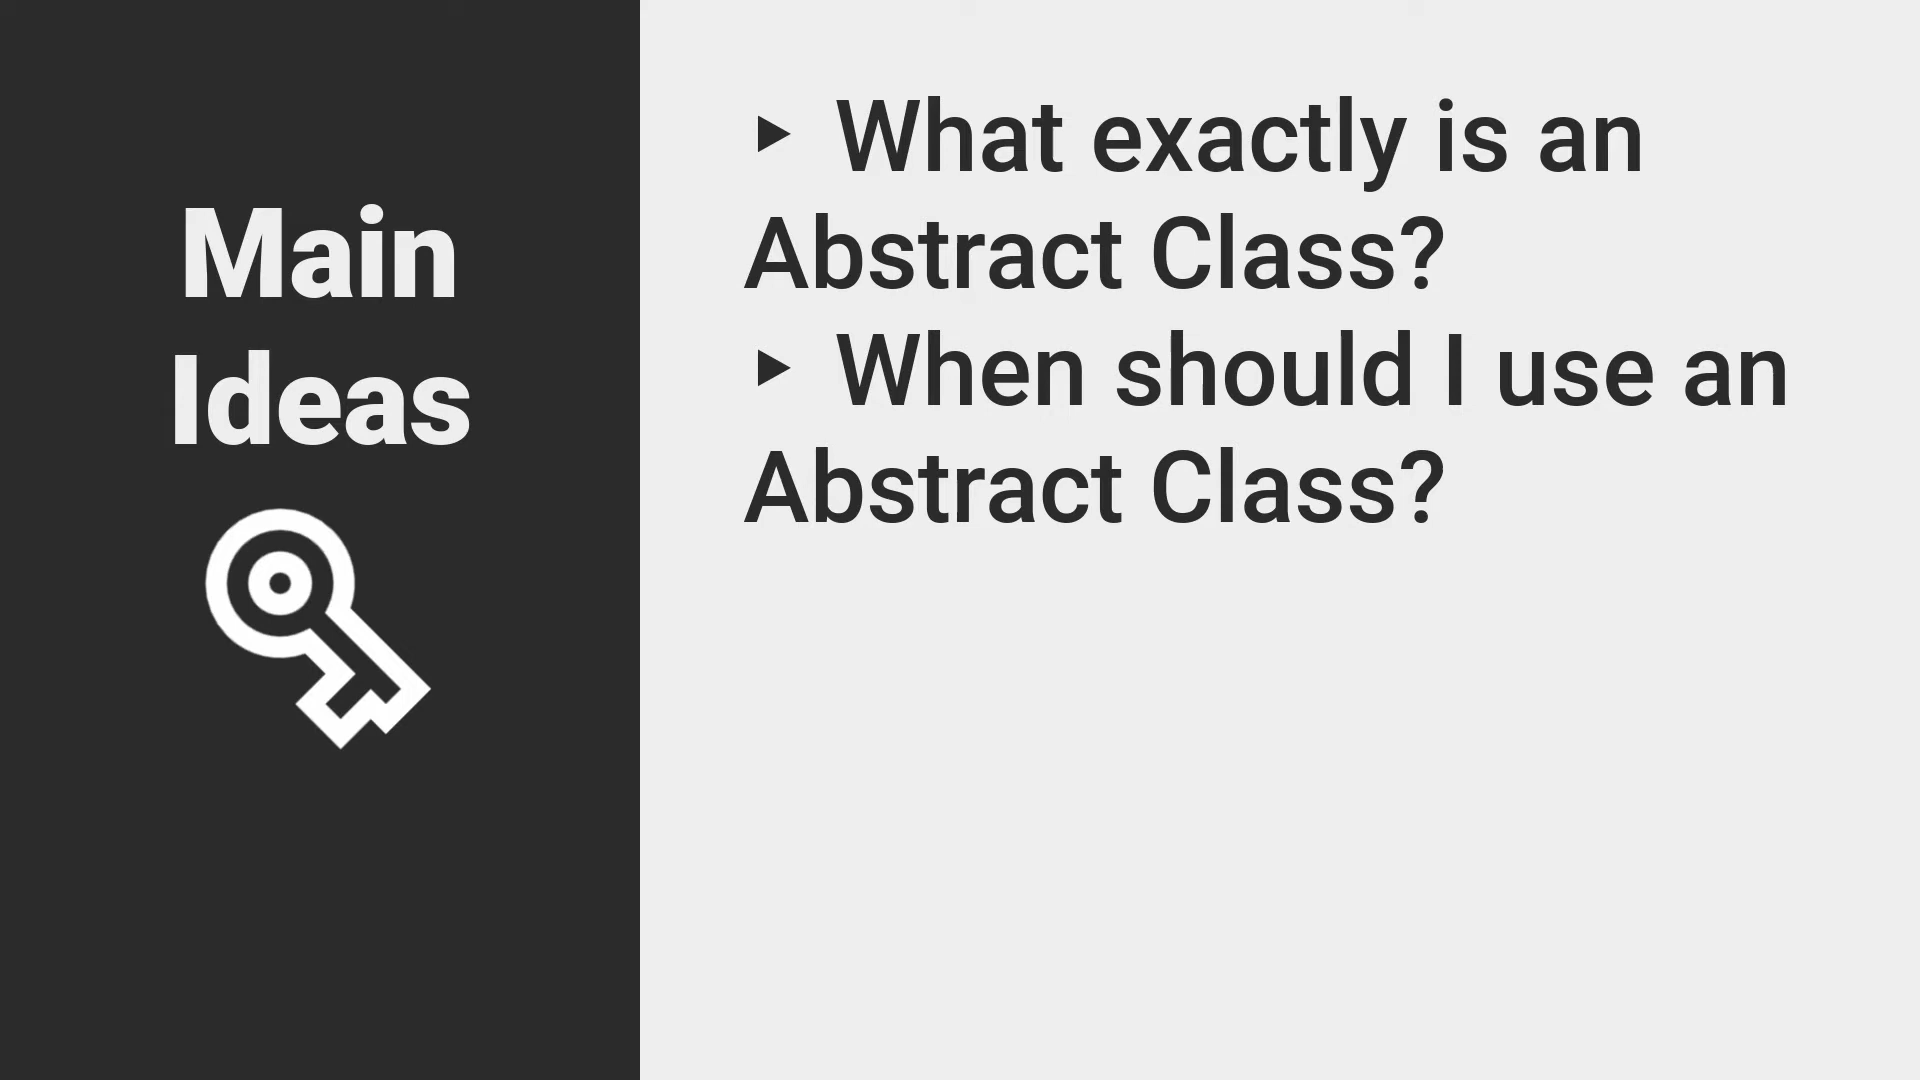 Main
Ideas
‣ What exactly is an
Abstract Class?
‣ When should I use an
Abstract Class?